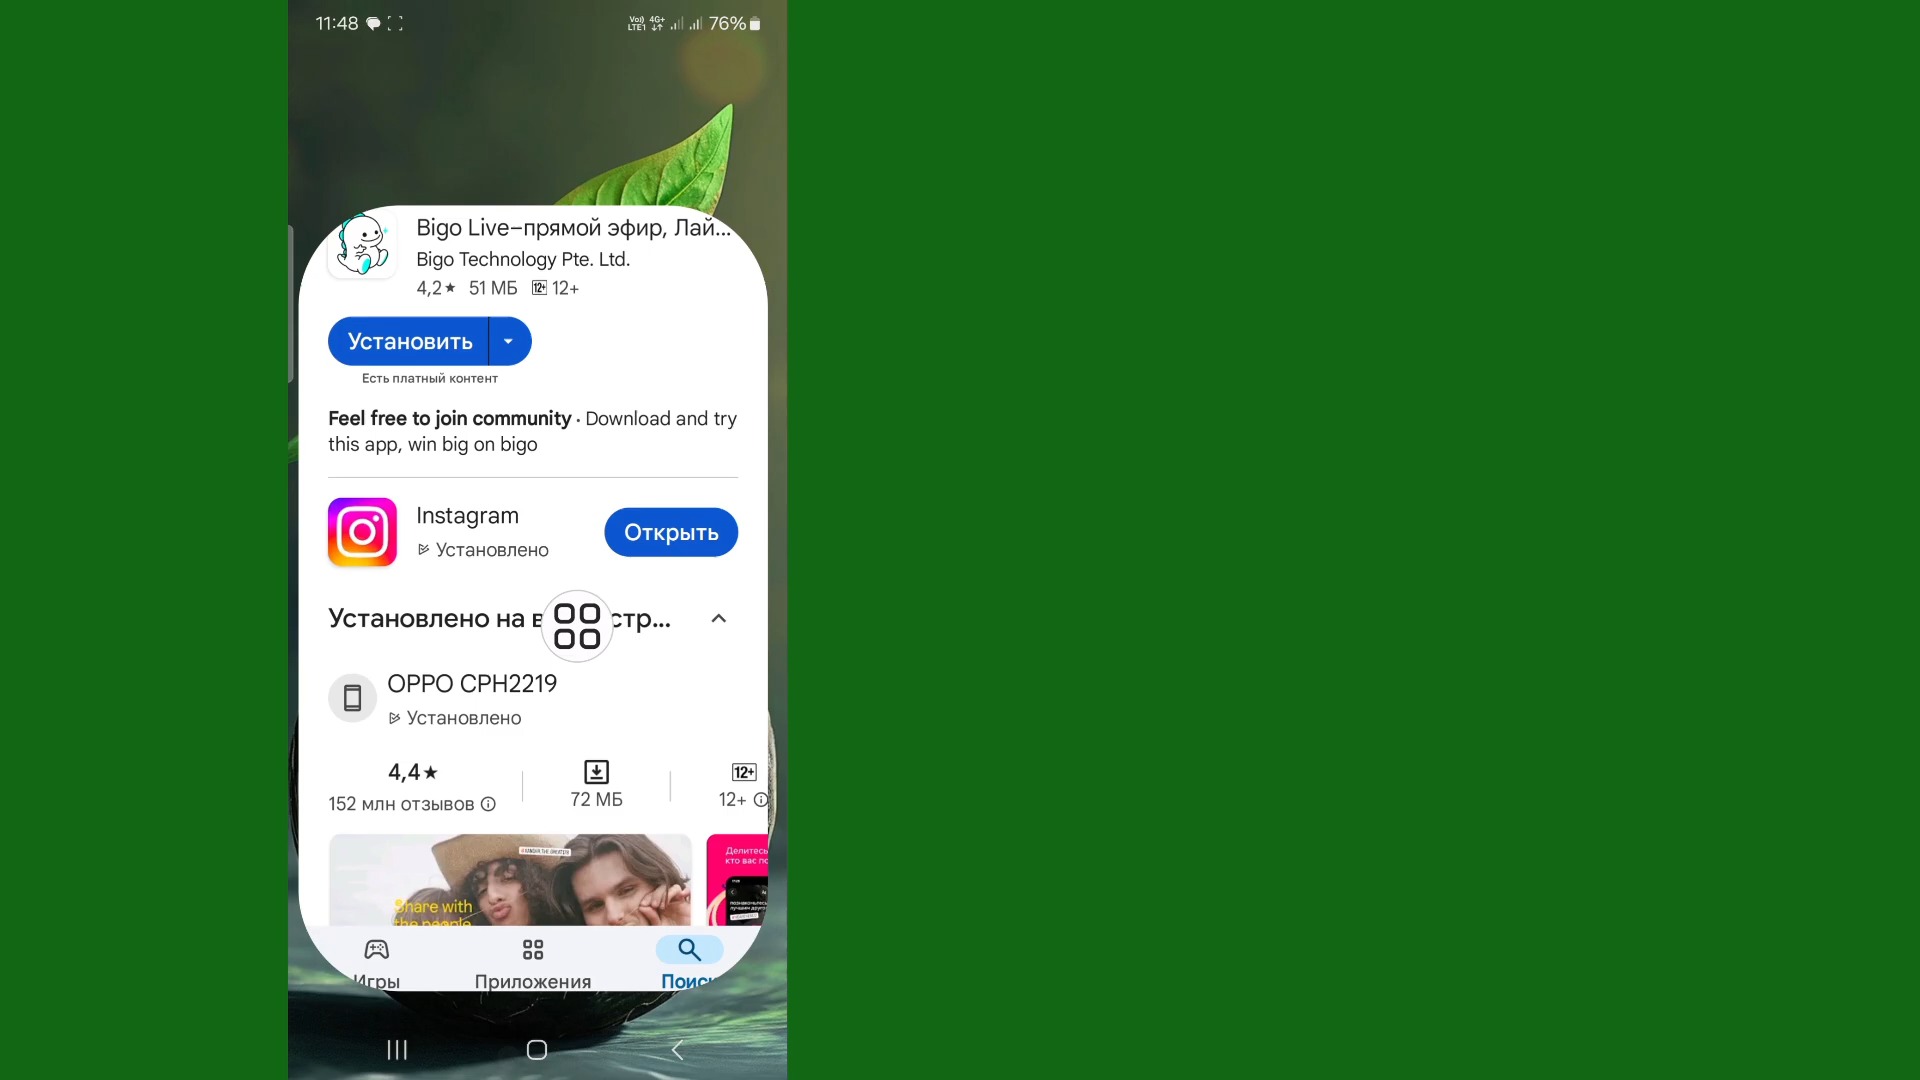 11:48
Vo) 4G+ 76%
LTE1
Bigo Live–прямой эфир, Лай...
Bigo Technology Pte. Ltd.
4,2★ 51 МБ 12+ 12+
Установить
Есть платный контент
Feel free to join community · Download and try
this app, win big on bigo
Instagram
Установлено
Открыть
Установлено на в стр...
OPPO CPH2219
Установлено
4,4★
152 млн отзывов
72 МБ
12+
12+
Share with
the people
Делитесь
кто вас по
Игры
Приложения
Поиск